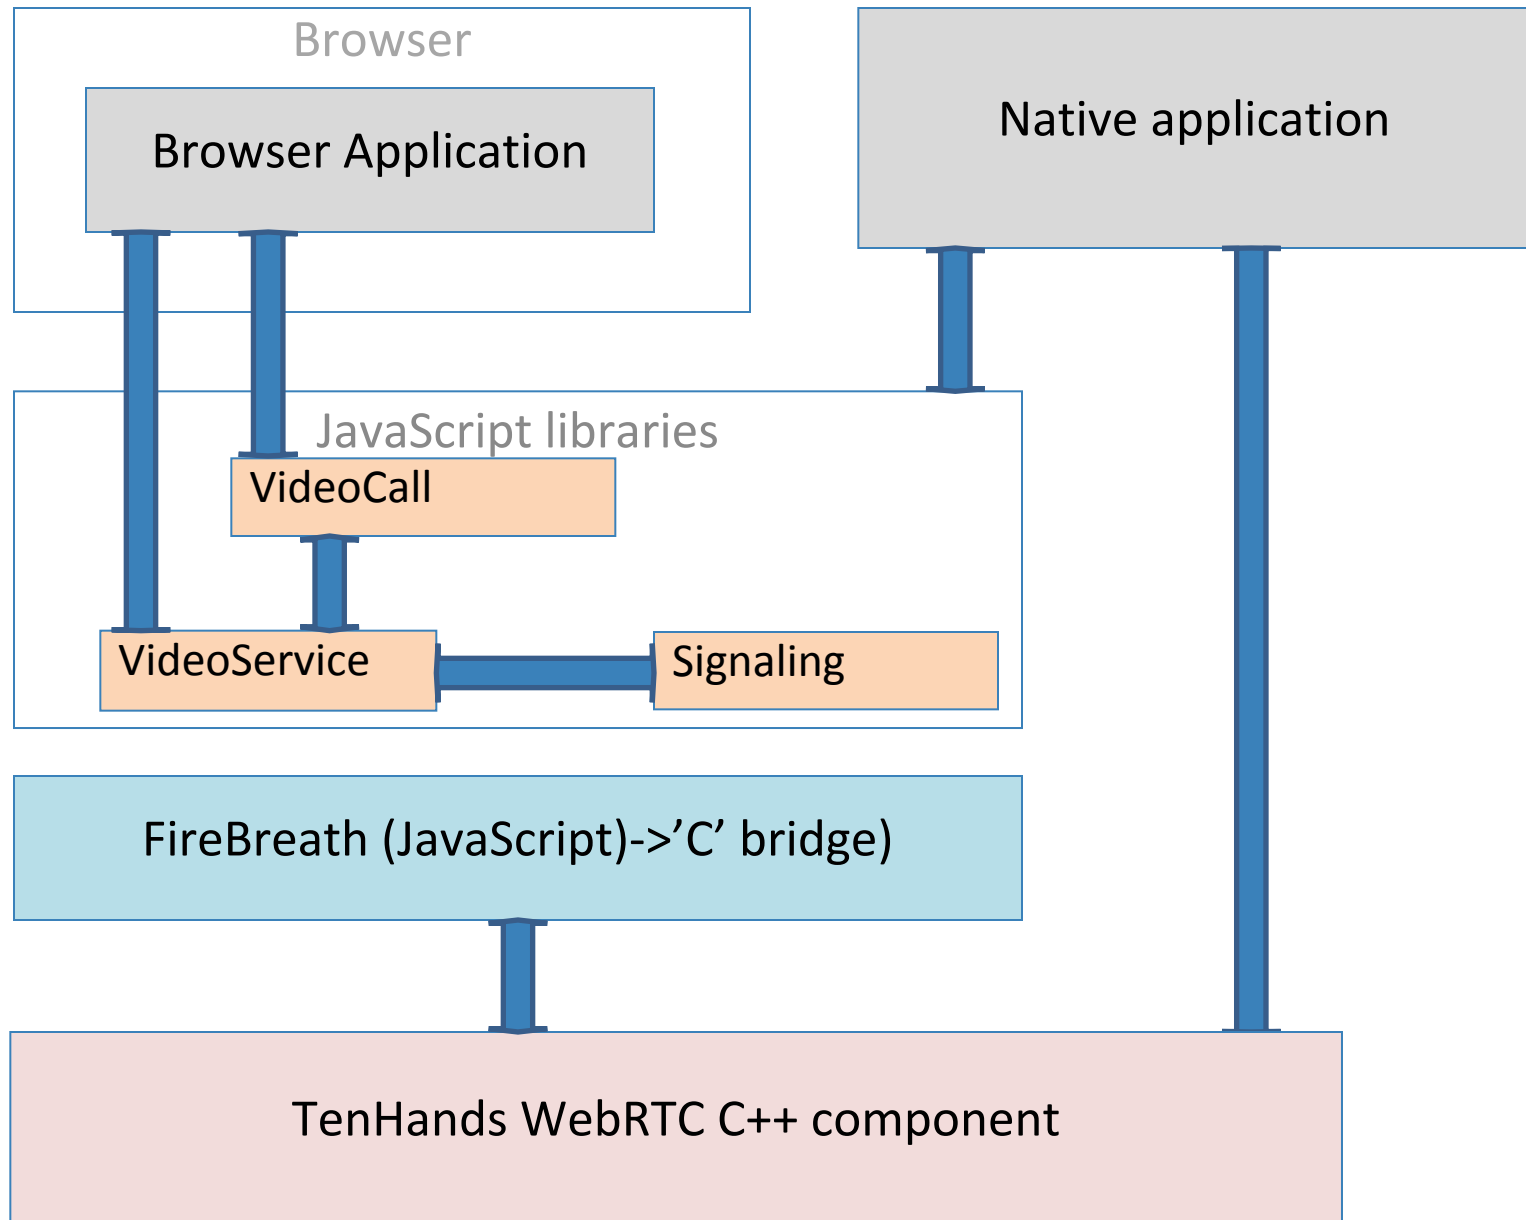 Browser
Browser Application
Native application
JavaScript libraries
VideoCall
VideoService
Signaling
FireBreath (JavaScript)->’C’ bridge)
TenHands WebRTC C++ component